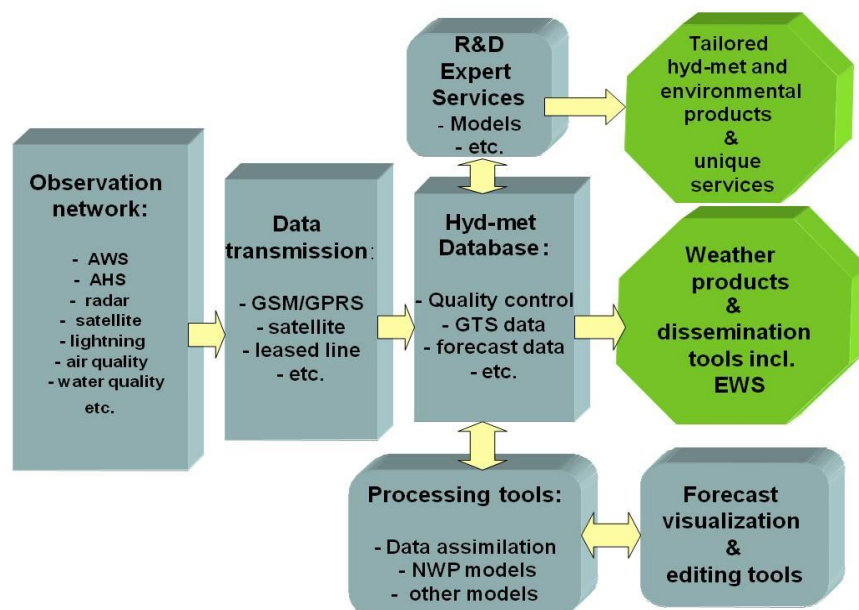 Observation
network:
- AWS
- AHS
- radar
- satellite
- lightning
- air quality
- water quality
etc.
Data
transmission:
- GSM/GPRS
- satellite
- leased line
- etc.
R&D
Expert
Services
- Models
- etc.
Hyd-met
Database:
- Quality control
- GTS data
- forecast data
- etc.
Processing tools:
- Data assimilation
- NWP models
- other models
Tailored
hyd-met and
environmental
products
&
unique
services
Weather
products
&
dissemination
tools incl.
EWS
Forecast
visualization
&
editing tools